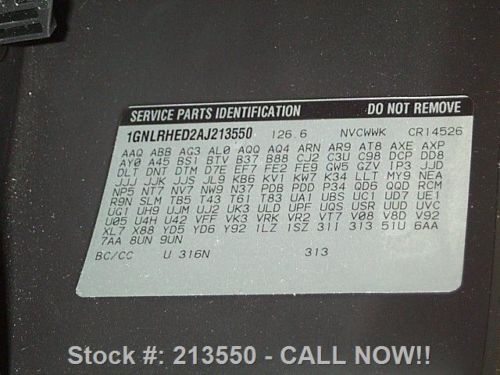 SERVICE PARTS IDENTIFICATION DO NOT REMOVE
1GNLRHED2AJ213550 126.6 NVCWWK CR14526
AAQ ABB AG3 AL0 AQQ AQ4 ARN AR9 AT8 AXE AXP
AY0 A45 BS1 BTV B37 B88 CJ2 C3U C98 DCP DD8
DLT DNT DTM D7E EF7 FE2 FE9 GW5 GZV IP3 JJD
JJJ JJK JJS JL9 KB6 KV1 KW7 K34 LLT MY9 NEA
NP5 NT7 NV7 NW9 N37 PDB PDD P34 QD6 QQD RCM
R9N SLM TB5 T43 T61 T83 UA1 UBS UC1 UD7 UE1
UG1 UH9 UJM UJ2 UK3 ULD UPF UQS USR UUD UVC
U05 U4H U42 VFF VK3 VRK VR2 VT7 V08 V8D V92
XL7 X88 YD5 YD6 Y92 1LZ 1SZ 311 313 51U 6AA
7AA 8UN 9UN
BC/CC U 316N 313
Stock #: 213550 - CALL NOW!!